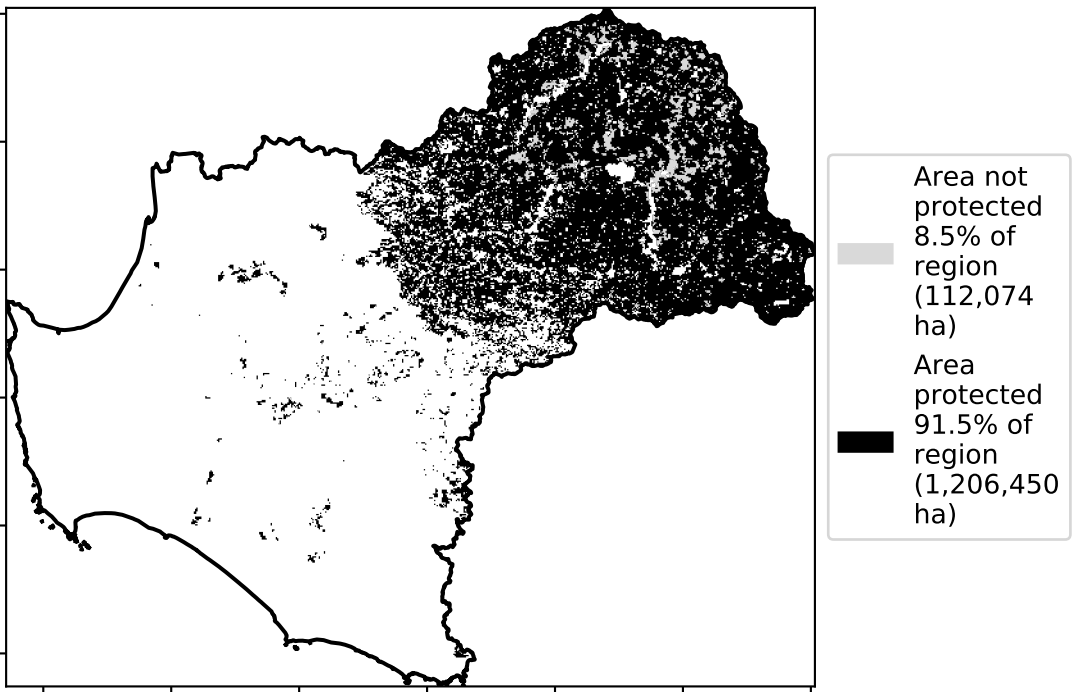 Area not
protected
8.5% of
region
(112,074
ha)
Area
protected
91.5% of
region
(1,206,450
ha)